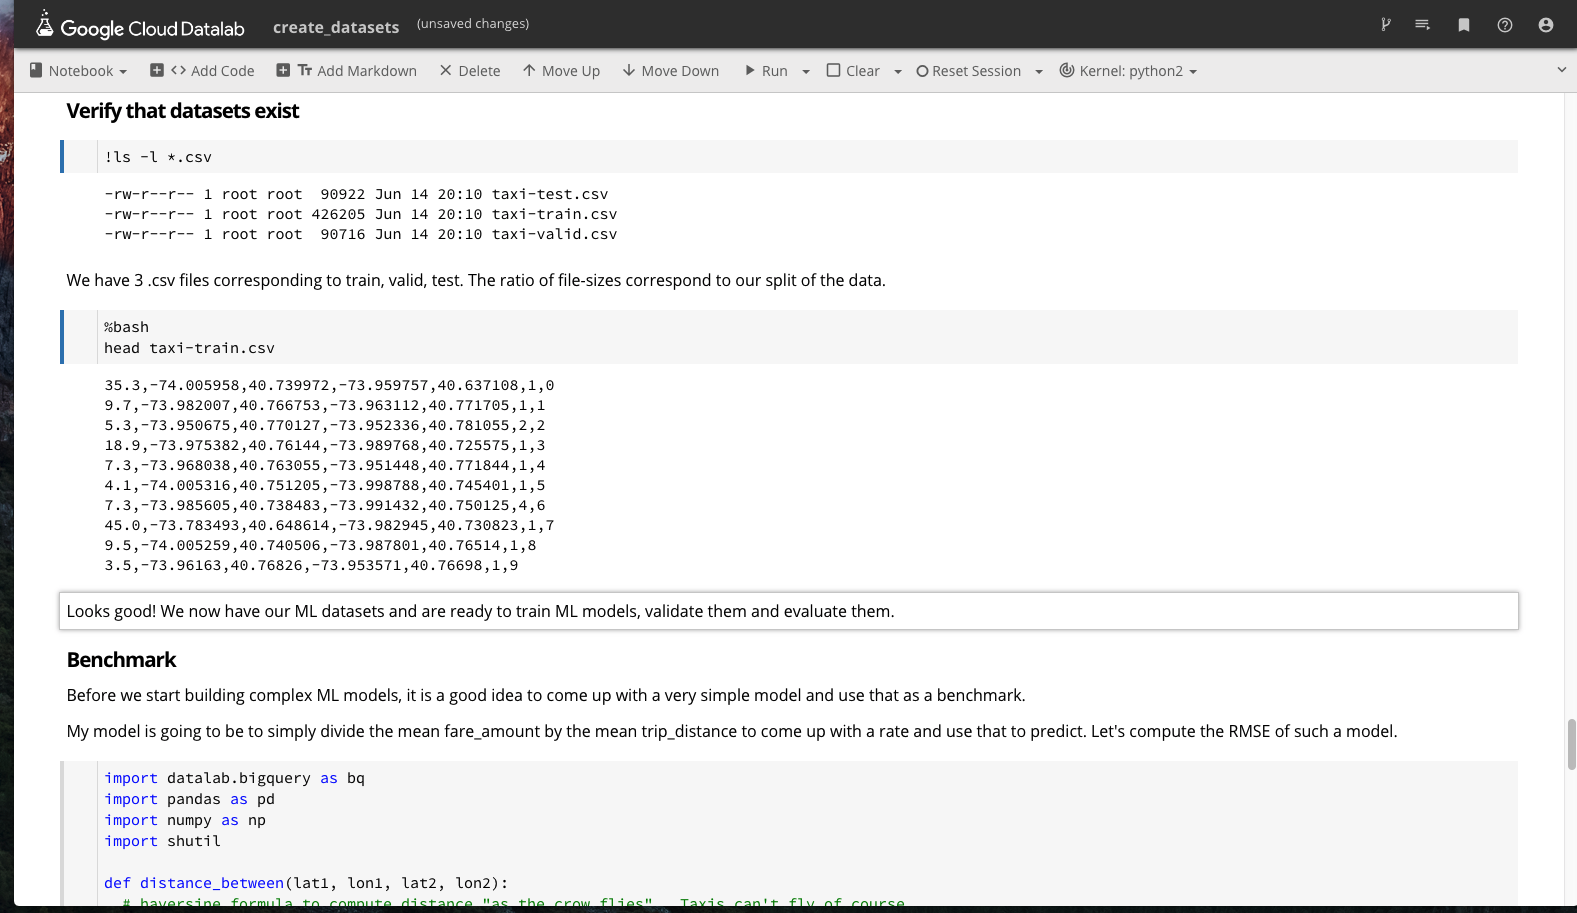 Google Cloud Datalab create_datasets (unsaved changes)
Notebook Add Code Tт Add Markdown Delete Move Up Move Down Run Clear Reset Session Kernel: python2
Verify that datasets exist
!ls -l *.csv
-rw-r--r-- 1 root root  90922 Jun 14 20:10 taxi-test.csv
-rw-r--r-- 1 root root 426205 Jun 14 20:10 taxi-train.csv
-rw-r--r-- 1 root root  90716 Jun 14 20:10 taxi-valid.csv
We have 3 .csv files corresponding to train, valid, test. The ratio of file-sizes correspond to our split of the data.
%bash
head taxi-train.csv
35.3,-74.005958,40.739972,-73.959757,40.637108,1,0
9.7,-73.982007,40.766753,-73.963112,40.771705,1,1
5.3,-73.950675,40.770127,-73.952336,40.781055,2,2
18.9,-73.975382,40.76144,-73.989768,40.725575,1,3
7.3,-73.968038,40.763055,-73.951448,40.771844,1,4
4.1,-74.005316,40.751205,-73.998788,40.745401,1,5
7.3,-73.985605,40.738483,-73.991432,40.750125,4,6
45.0,-73.783493,40.648614,-73.982945,40.730823,1,7
9.5,-74.005259,40.740506,-73.987801,40.76514,1,8
3.5,-73.96163,40.76826,-73.953571,40.76698,1,9
Looks good! We now have our ML datasets and are ready to train ML models, validate them and evaluate them.
Benchmark
Before we start building complex ML models, it is a good idea to come up with a very simple model and use that as a benchmark.
My model is going to be to simply divide the mean fare_amount by the mean trip_distance to come up with a rate and use that to predict. Let's compute the RMSE of such a model.
import datalab.bigquery as bq
import pandas as pd
import numpy as np
import shutil
def distance_between(lat1, lon1, lat2, lon2):
# haversine formula to compute distance "as the crow flies".  Taxis can't fly of course.